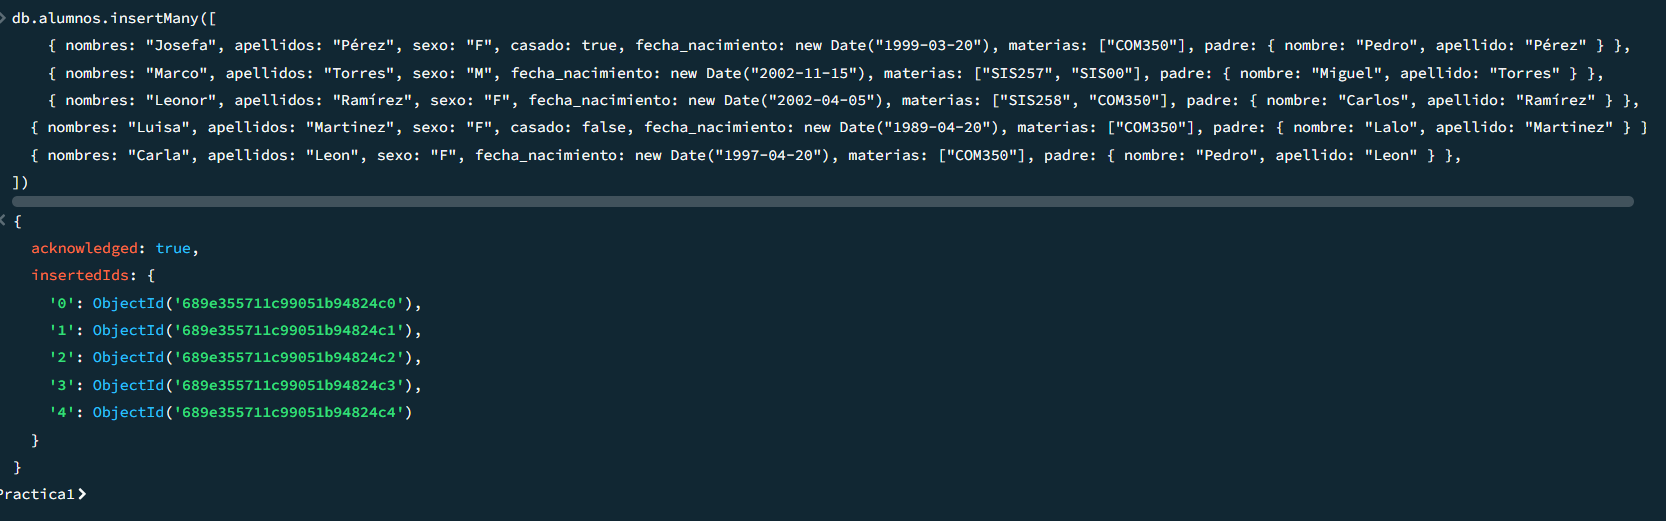 db.alumnos.insertMany([
{ nombres: "Josefa", apellidos: "Pérez", sexo: "F", casado: true, fecha_nacimiento: new Date("1999-03-20"), materias: ["COM350"], padre: { nombre: "Pedro", apellido: "Pérez" } },
{ nombres: "Marco", apellidos: "Torres", sexo: "M", fecha_nacimiento: new Date("2002-11-15"), materias: ["SIS257", "SIS00"], padre: { nombre: "Miguel", apellido: "Torres" } },
{ nombres: "Leonor", apellidos: "Ramírez", sexo: "F", fecha_nacimiento: new Date("2002-04-05"), materias: ["SIS258", "COM350"], padre: { nombre: "Carlos", apellido: "Ramírez" } },
{ nombres: "Luisa", apellidos: "Martinez", sexo: "F", casado: false, fecha_nacimiento: new Date("1989-04-20"), materias: ["COM350"], padre: { nombre: "Lalo", apellido: "Martinez" } ]
{ nombres: "Carla", apellidos: "Leon", sexo: "F", fecha_nacimiento: new Date("1997-04-20"), materias: ["COM350"], padre: { nombre: "Pedro", apellido: "Leon" } },
])
{
acknowledged: true,
insertedIds: {
'0': ObjectId('689e355711c99051b94824c0'),
'1': ObjectId('689e355711c99051b94824c1'),
'2': ObjectId('689e355711c99051b94824c2'),
'3': ObjectId('689e355711c99051b94824c3'),
'4': ObjectId('689e355711c99051b94824c4')
}
}
Practica1>